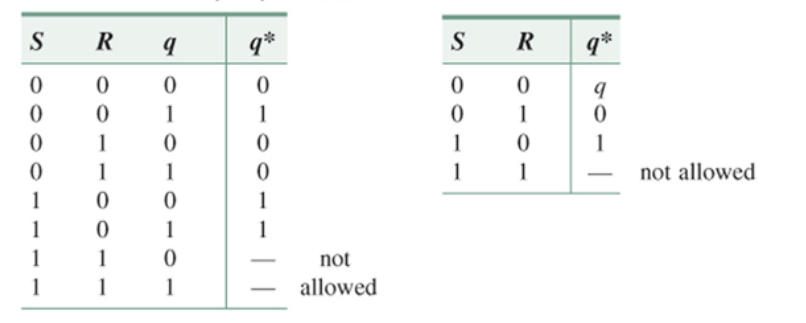 S R q q*
0 0 0 0
0 0 1 1
0 1 0 0
0 1 1 0
1 0 0 1
1 0 1 1
1 1 0 — not
1 1 1 — allowed
S R q*
0 0 q
0 1 0
1 0 1
1 1 — not allowed